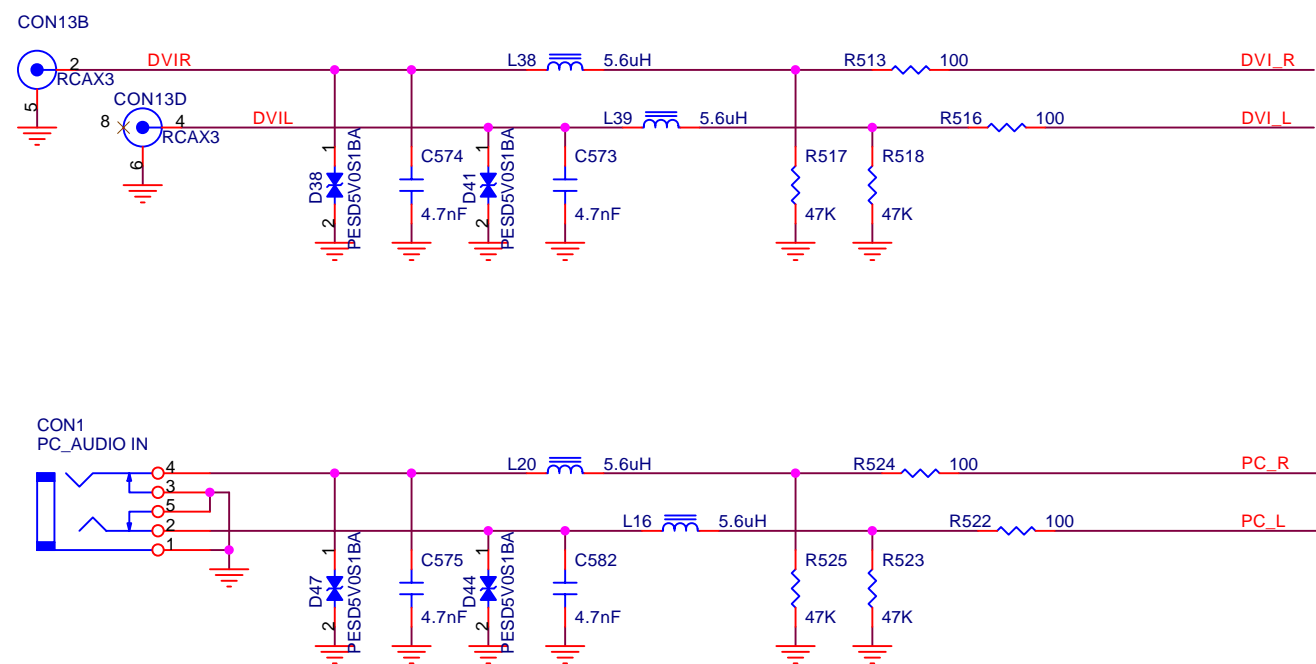 CON13B
2
DVIR
L38
5.6uH
R513
100
DVI_R
RCAX3
5
CON13D
8
4
DVIL
L39
5.6uH
R516
100
DVI_L
RCAX3
6
1
D38
2
PESD5V0S1BA
C574
4.7nF
1
D41
2
PESD5V0S1BA
C573
4.7nF
R517
47K
R518
47K
CON1
PC_AUDIO IN
4
L20
5.6uH
R524
100
PC_R
3
5
2
L16
5.6uH
R522
100
PC_L
1
1
D47
2
PESD5V0S1BA
C575
4.7nF
1
D44
2
PESD5V0S1BA
C582
4.7nF
R525
47K
R523
47K